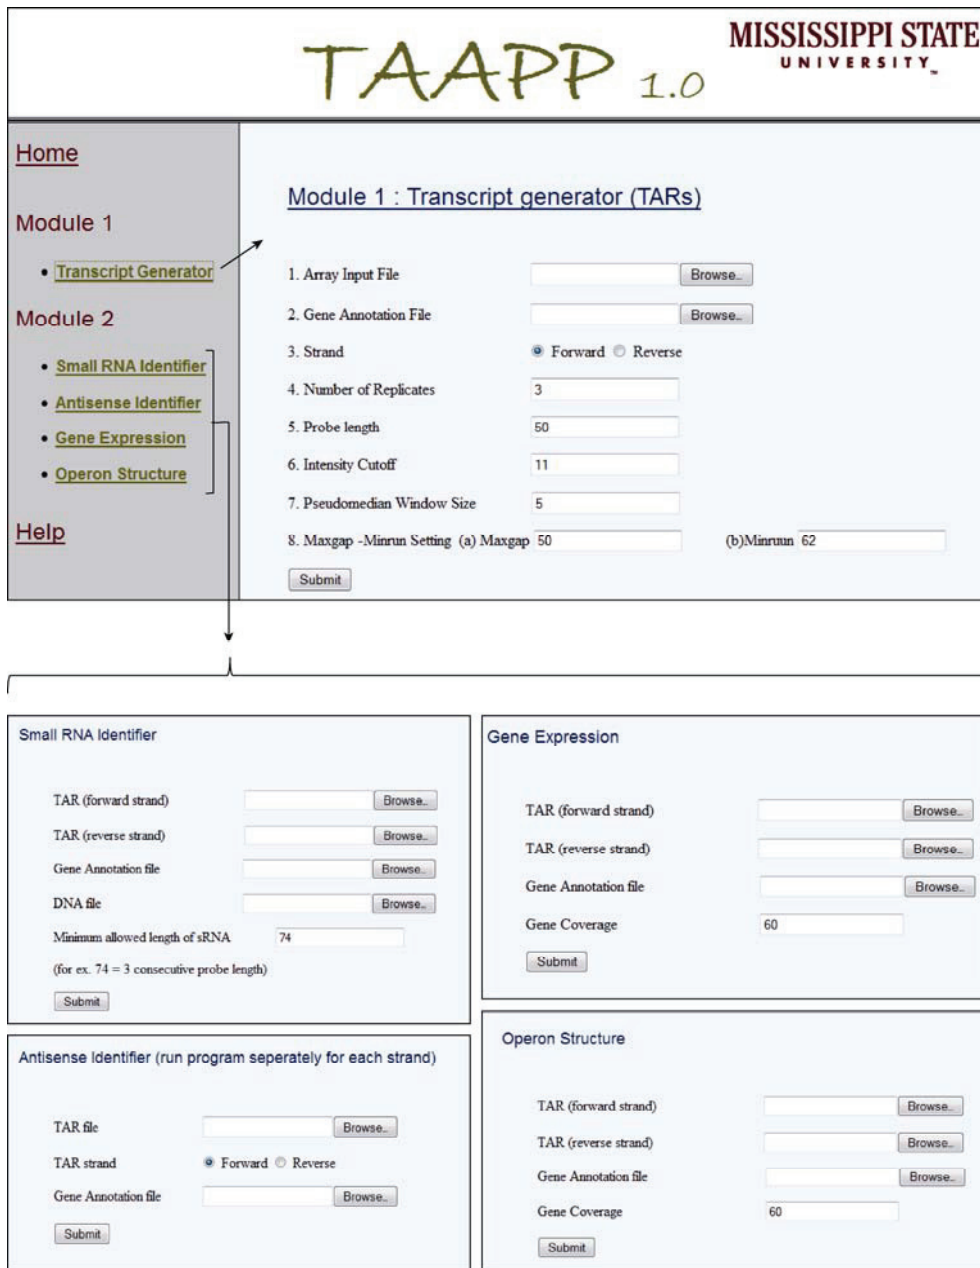 TAAPP 1.0
MISSISSIPPI STATE
UNIVERSITY™
Home
Module 1
• Transcript Generator
Module 2
• Small RNA Identifier
• Antisense Identifier
• Gene Expression
• Operon Structure
Help
Module 1 : Transcript generator (TARs)
1. Array Input File Browse..
2. Gene Annotation File Browse..
3. Strand Forward Reverse
4. Number of Replicates 3
5. Probe length 50
6. Intensity Cutoff 11
7. Pseudomedian Window Size 5
8. Maxgap -Minrun Setting (a) Maxgap 50 (b)Minruun 62
Submit
Small RNA Identifier
TAR (forward strand) Browse..
TAR (reverse strand) Browse..
Gene Annotation file Browse..
DNA file Browse..
Minimum allowed length of sRNA 74
(for ex. 74 = 3 consecutive probe length)
Submit
Gene Expression
TAR (forward strand) Browse..
TAR (reverse strand) Browse..
Gene Annotation file Browse..
Gene Coverage 60
Submit
Antisense Identifier (run program seperately for each strand)
TAR file Browse..
TAR strand Forward Reverse
Gene Annotation file Browse..
Submit
Operon Structure
TAR (forward strand) Browse..
TAR (reverse strand) Browse..
Gene Annotation file Browse..
Gene Coverage 60
Submit